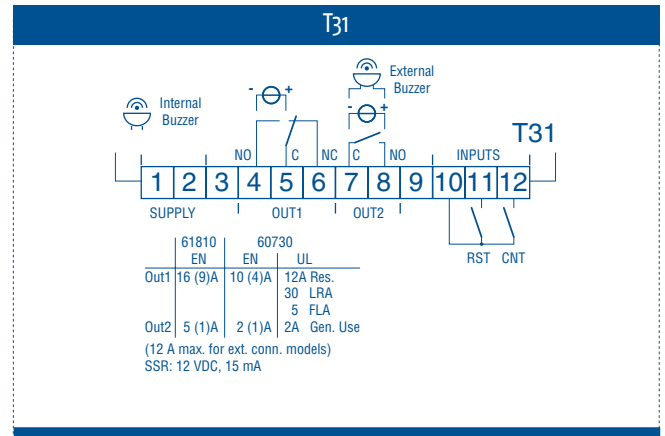 T31
External
Buzzer
- +
Internal
Buzzer
- +
T31
NO C NC C NO INPUTS
1 2 3 4 5 6 7 8 9 10 11 12
SUPPLY OUT1 OUT2
RST CNT
61810 60730
EN EN UL
Out1 16 (9)A 10 (4)A 12A Res.
30 LRA
5 FLA
Out2 5 (1)A 2 (1)A 2A Gen. Use
(12 A max. for ext. conn. models)
SSR: 12 VDC, 15 mA